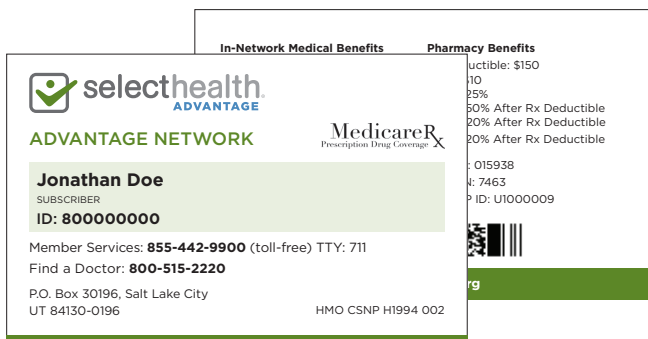 In-Network Medical Benefits
Pharmacy Benefits
uctible: $150
$10
25%
50% After Rx Deductible
20% After Rx Deductible
20% After Rx Deductible
: 015938
N: 7463
P ID: U1000009
rg
selecthealth.
ADVANTAGE
ADVANTAGE NETWORK
MedicareRx
Prescription Drug Coverage
Jonathan Doe
SUBSCRIBER
ID: 800000000
Member Services: 855-442-9900 (toll-free) TTY: 711
Find a Doctor: 800-515-2220
P.O. Box 30196, Salt Lake City
UT 84130-0196
HMO CSNP H1994 002